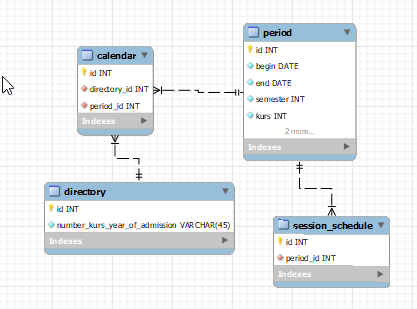 calendar
id INT
directory_id INT
period_id INT
Indexes
period
id INT
begin DATE
end DATE
semester INT
kurs INT
2 more...
Indexes
directory
id INT
number_kurs_year_of_admission VARCHAR(45)
Indexes
session_schedule
id INT
period_id INT
Indexes